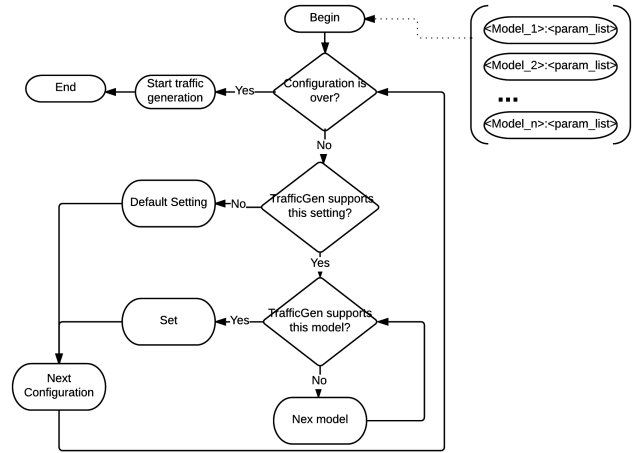 Begin
<Model_1>:<param_list>
<Model_2>:<param_list>
...
<Model_n>:<param_list>
End
Start traffic
generation
Yes
Configuration is
over?
No
Default Setting
No
TrafficGen supports
this setting?
Yes
Set
Yes
TrafficGen supports
this model?
No
Next
Configuration
Nex model